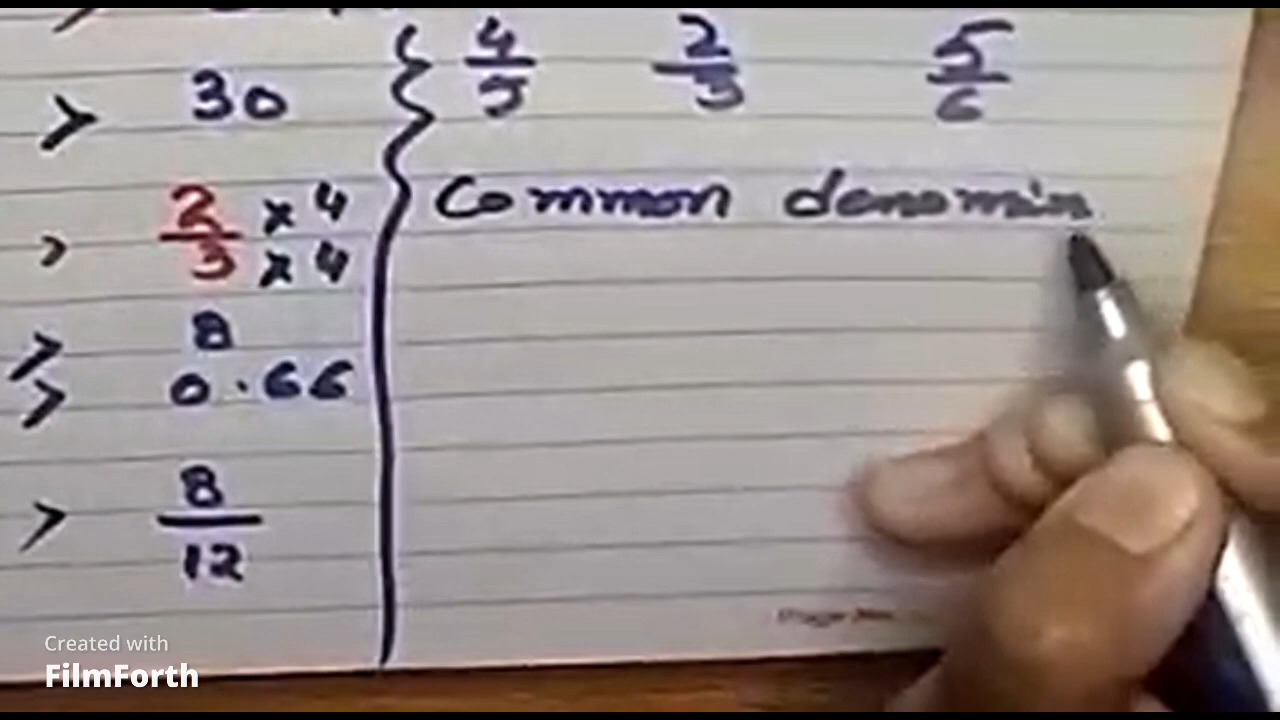 > 30
> 2/3 × 4 × 4
> 8
> 0.66
> 8/12
4/5 2/3 5/6
Common denomin
Created with
FilmForth